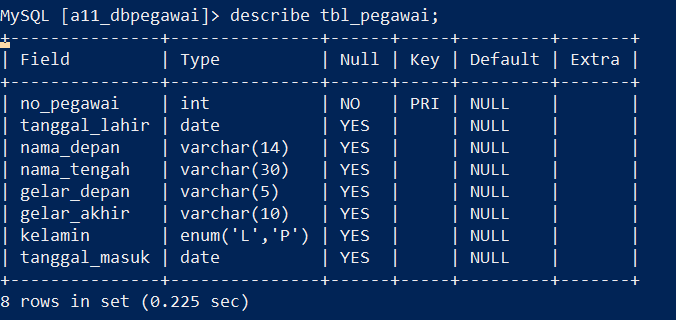 MySQL [a11_dbpegawai]> describe tbl_pegawai;
+---------------+---------------+------+-----+---------+-------+
| Field         | Type          | Null | Key | Default | Extra |
+---------------+---------------+------+-----+---------+-------+
| no_pegawai    | int           | NO   | PRI | NULL    |       |
| tanggal_lahir | date          | YES  |     | NULL    |       |
| nama_depan    | varchar(14)   | YES  |     | NULL    |       |
| nama_tengah   | varchar(30)   | YES  |     | NULL    |       |
| gelar_depan   | varchar(5)    | YES  |     | NULL    |       |
| gelar_akhir   | varchar(10)   | YES  |     | NULL    |       |
| kelamin       | enum('L','P') | YES  |     | NULL    |       |
| tanggal_masuk | date          | YES  |     | NULL    |       |
+---------------+---------------+------+-----+---------+-------+
8 rows in set (0.225 sec)